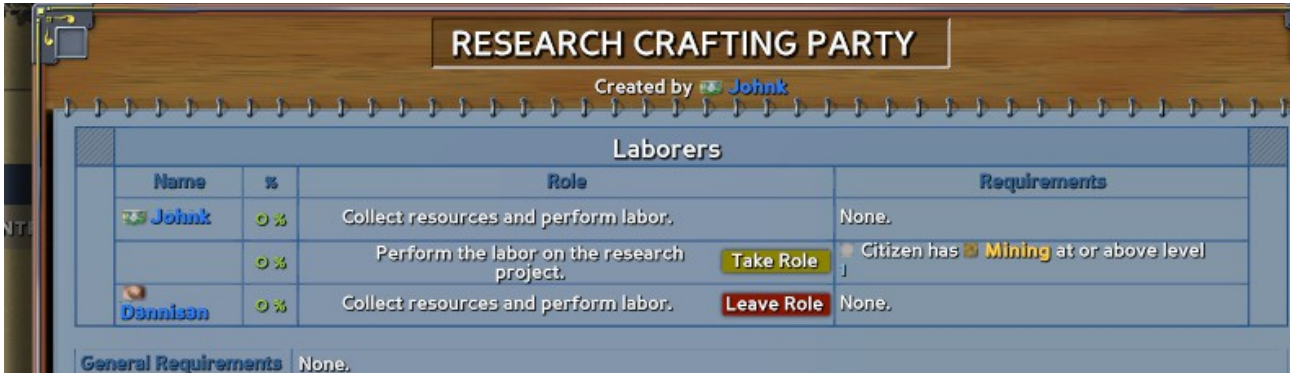 RESEARCH CRAFTING PARTY
Created by Johnk
Laborers
Name % Role Requirements
Johnk 0 % Collect resources and perform labor. None.
0 % Perform the labor on the research Take Role Citizen has Mining at or above level
project. 1
Dannisan 0 % Collect resources and perform labor. Leave Role None.
General Requirements None.